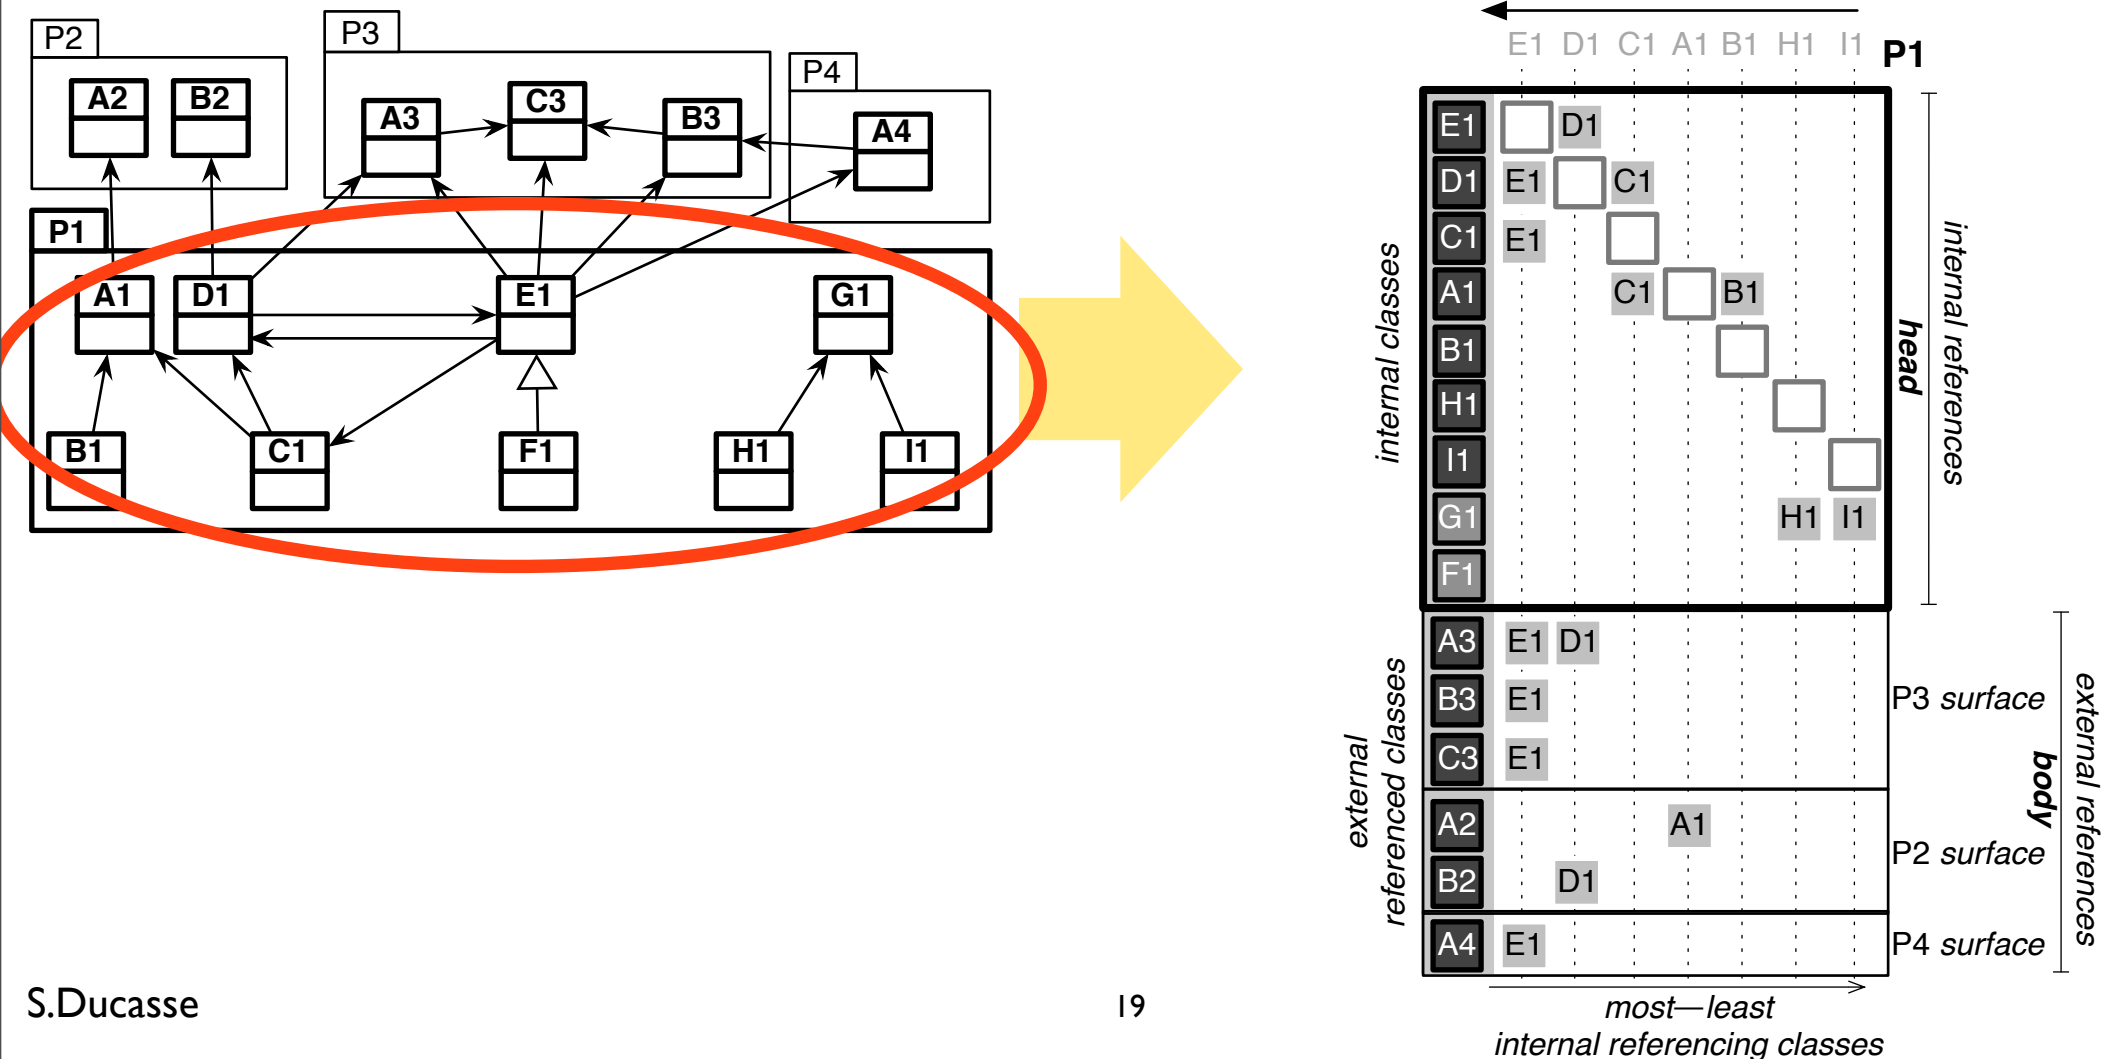 P2
P3
P4
A2 B2
A3 C3 B3
A4
P1
A1 D1 E1 G1
B1 C1 F1 H1 I1
S.Ducasse
19
E1 D1 C1 A1 B1 H1 I1 P1
E1 D1
D1 E1 C1
C1 E1
A1 C1 B1
B1
H1
I1
G1 H1 I1
F1
internal classes
head
internal references
A3 E1 D1
B3 E1
C3 E1
P3 surface
A2 A1
B2 D1
P2 surface
A4 E1
P4 surface
external
referenced classes
body
external references
most—least
internal referencing classes